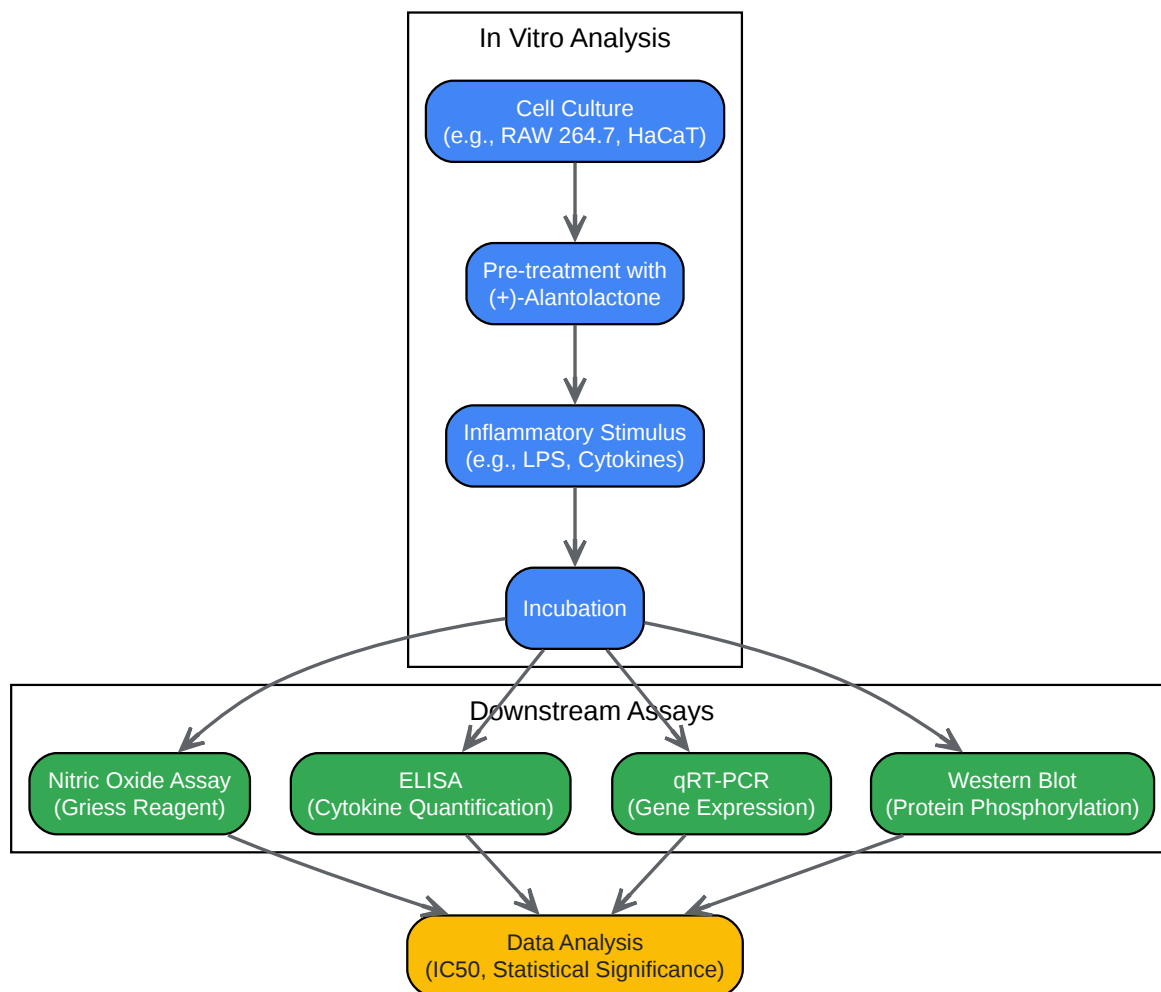 In Vitro Analysis
Cell Culture
(e.g., RAW 264.7, HaCaT)
Pre-treatment with
(+)-Alantolactone
Inflammatory Stimulus
(e.g., LPS, Cytokines)
Incubation
Downstream Assays
Nitric Oxide Assay
(Griess Reagent)
ELISA
(Cytokine Quantification)
qRT-PCR
(Gene Expression)
Western Blot
(Protein Phosphorylation)
Data Analysis
(IC50, Statistical Significance)